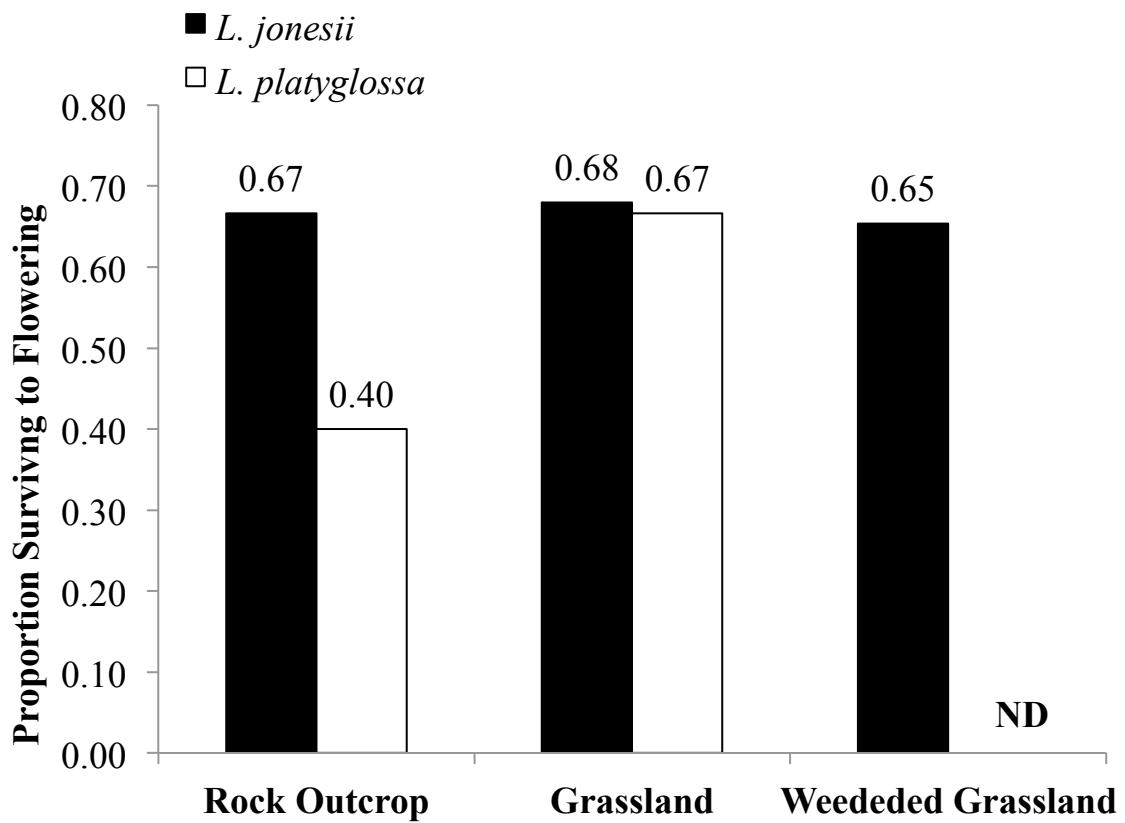 L. jonesii
L. platyglossa
Proportion Survivng to Flowering
0.80
0.70
0.60
0.50
0.40
0.30
0.20
0.10
0.00
0.67
0.40
0.68
0.67
0.65
ND
Rock Outcrop
Grassland
Weededed Grassland